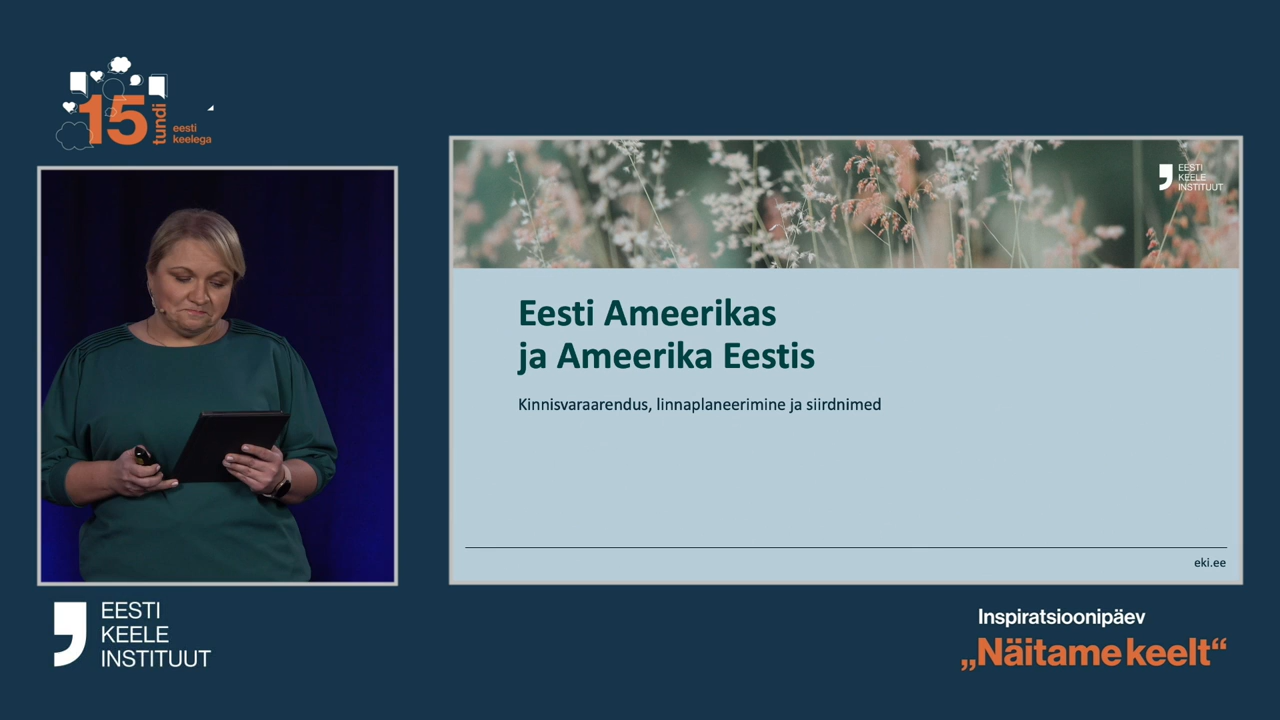 15 tundi
eesti
keelega
EESTI
KEELE
INSTITUUT
Eesti Ameerikas
ja Ameerika Eestis
Kinnisvaraarendus, linnaplaneerimine ja siirdnimed
eki.ee
EESTI
KEELE
INSTITUUT
Inspiratsioonipäev
„Näitame keelt“